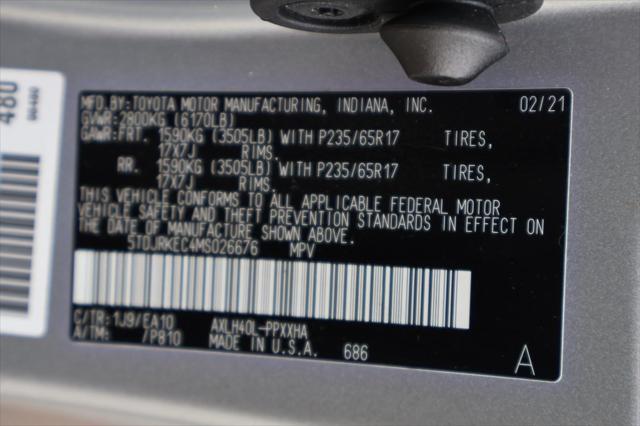 480
00480
MFD.BY:TOYOTA MOTOR MANUFACTURING, INDIANA, INC. 02/21
GVWR:2800KG (6170LB)
GAWR:FRT. 1590KG (3505LB) WITH P235/65R17 TIRES,
17X7J RIMS.
RR. 1590KG (3505LB) WITH P235/65R17 TIRES,
17X7J RIMS.
THIS VEHICLE CONFORMS TO ALL APPLICABLE FEDERAL MOTOR
VEHICLE SAFETY AND THEFT PREVENTION STANDARDS IN EFFECT ON
THE DATE OF MANUFACTURE SHOWN ABOVE.
5TDJRKEC4MS026676 MPV
C/TR:1J9/EA10 AXLH40L-PPXXHA
A/TM: /P810 MADE IN U.S.A. 686
A